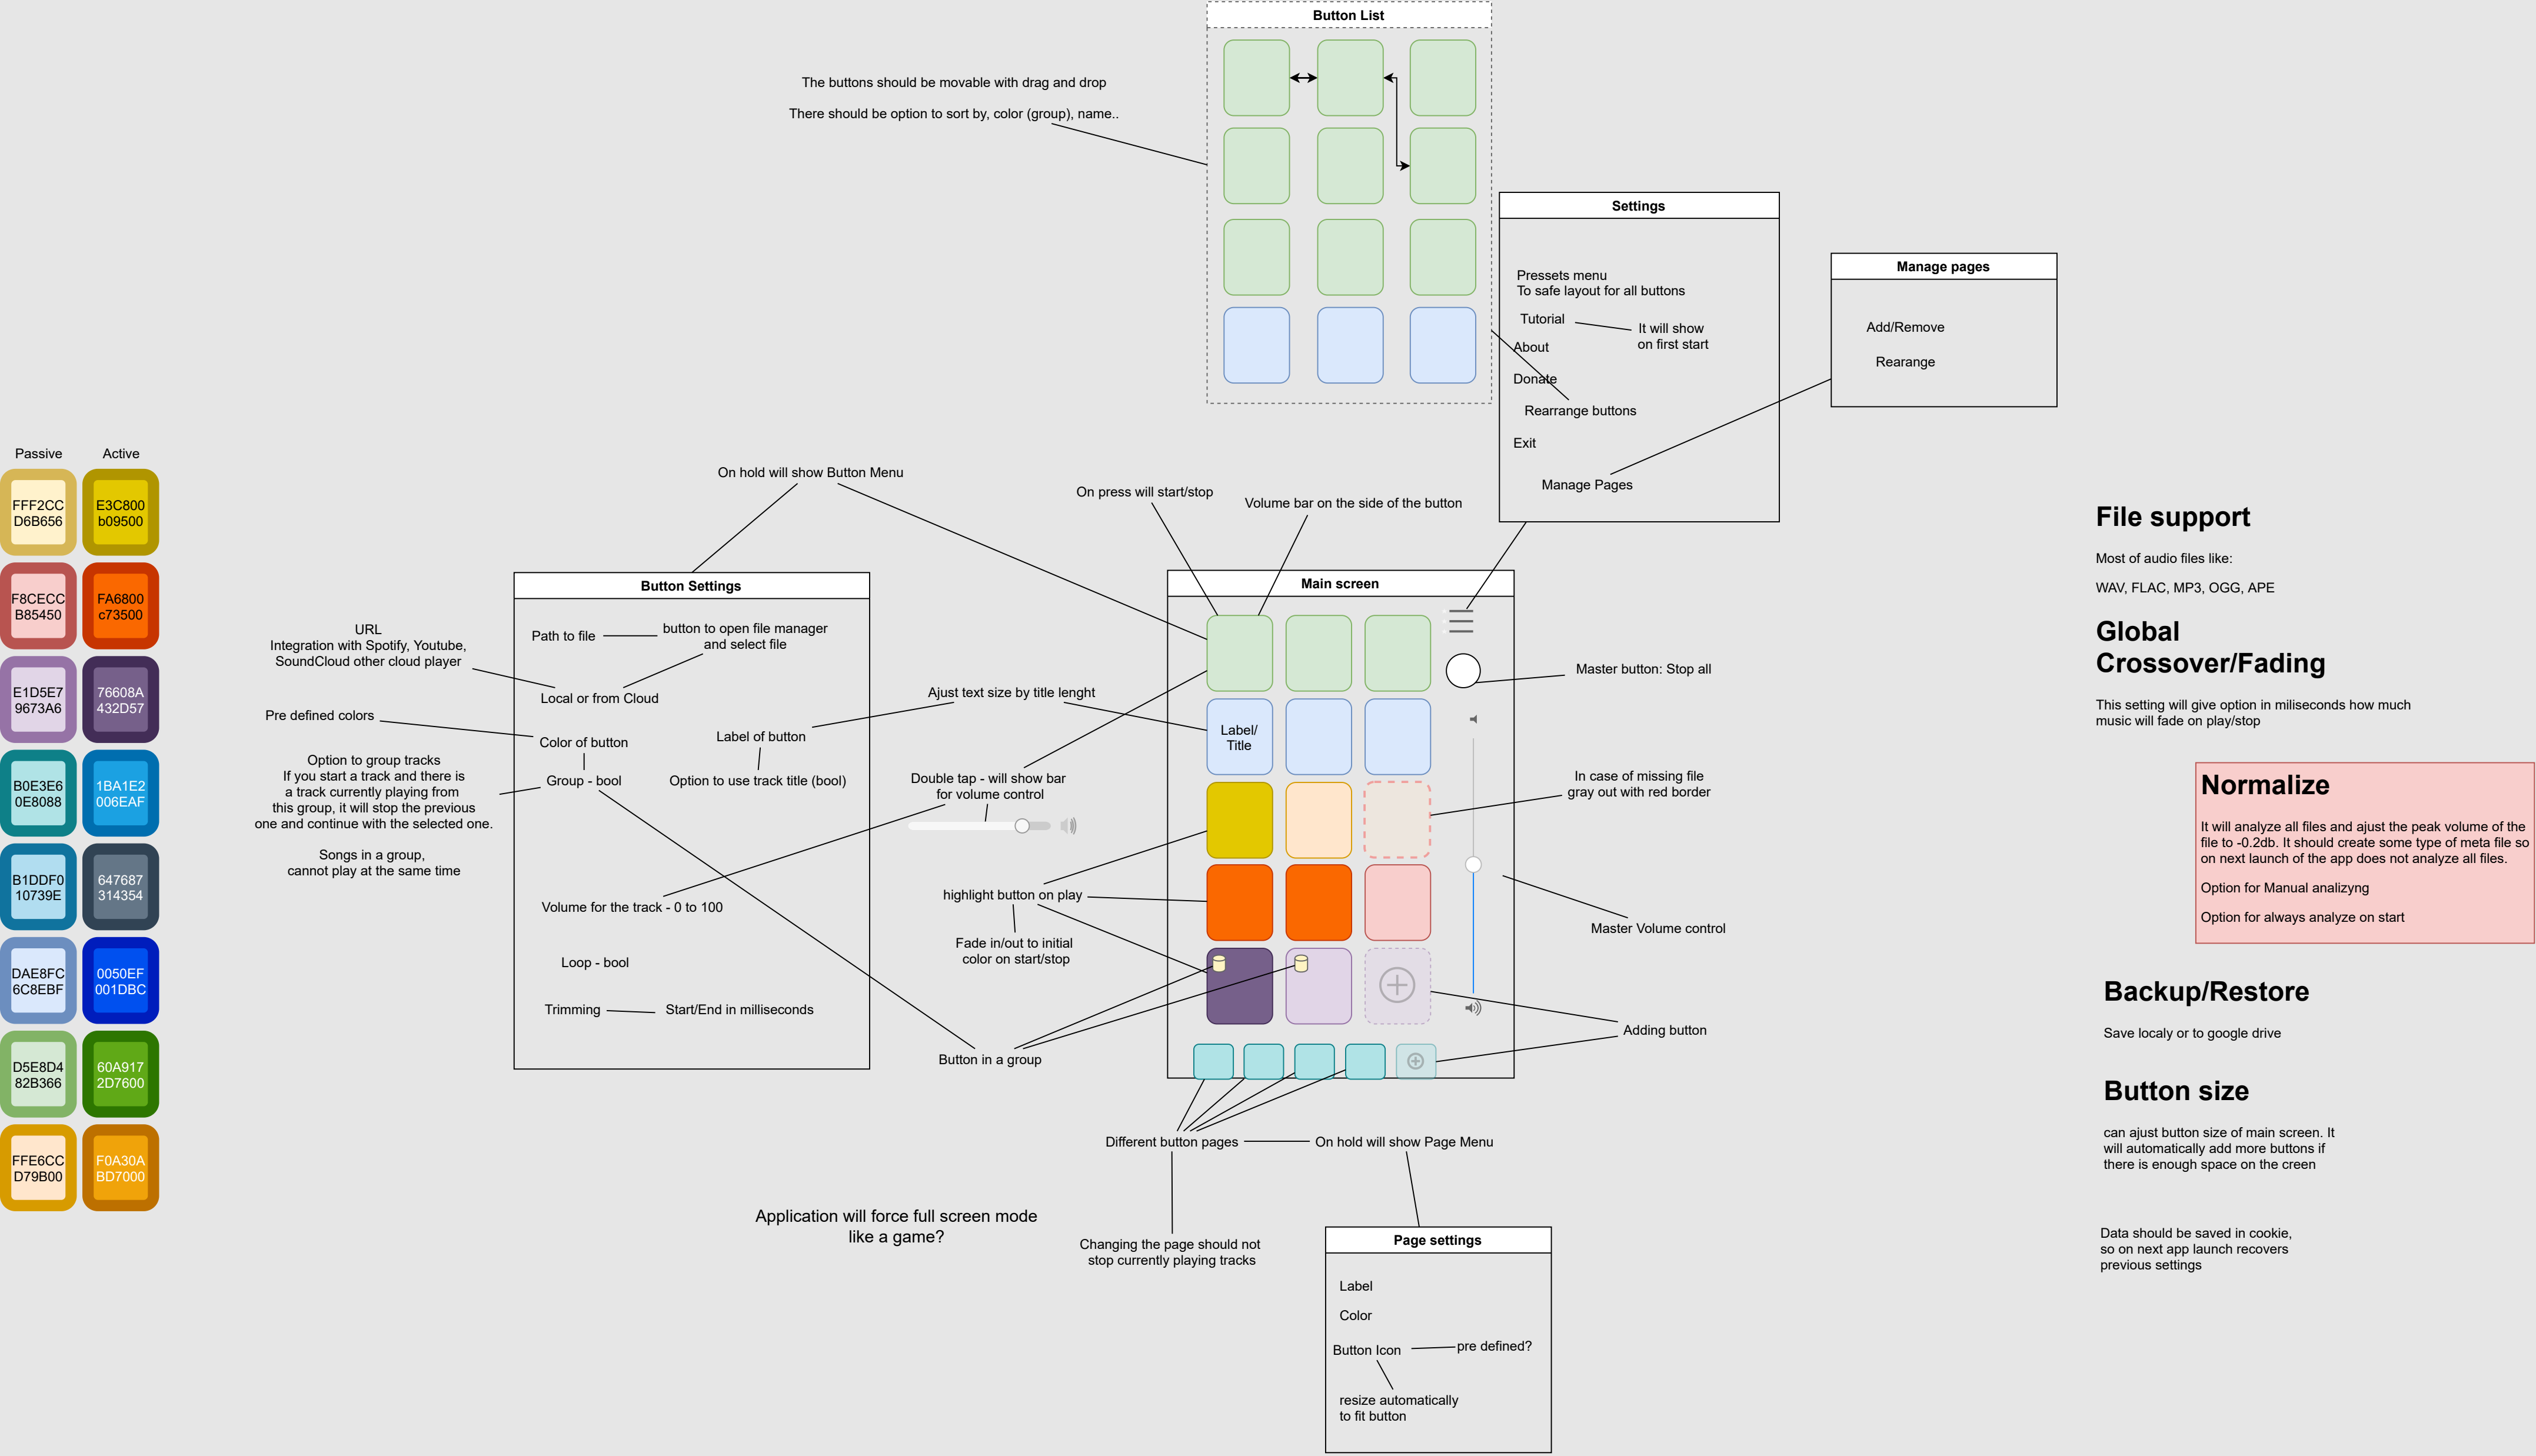 Button List
The buttons should be movable with drag and drop
There should be option to sort by, color (group), name..
Settings
Pressets menu
To safe layout for all buttons
Tutorial
It will show
on first start
About
Donate
Rearrange buttons
Exit
Manage Pages
Manage pages
Add/Remove
Rearange
Passive
Active
FFF2CC
D6B656
E3C800
b09500
F8CECC
B85450
FA6800
c73500
E1D5E7
9673A6
76608A
432D57
B0E3E6
0E8088
1BA1E2
006EAF
B1DDF0
10739E
647687
314354
DAE8FC
6C8EBF
0050EF
001DBC
D5E8D4
82B366
60A917
2D7600
FFE6CC
D79B00
F0A30A
BD7000
On hold will show Button Menu
On press will start/stop
Volume bar on the side of the button
Button Settings
Path to file
button to open file manager
and select file
URL
Integration with Spotify, Youtube,
SoundCloud other cloud player
Local or from Cloud
Pre defined colors
Color of button
Label of button
Option to group tracks
If you start a track and there is
a track currently playing from
this group, it will stop the previous
one and continue with the selected one.
Songs in a group,
cannot play at the same time
Group - bool
Option to use track title (bool)
Volume for the track - 0 to 100
Loop - bool
Trimming
Start/End in milliseconds
Ajust text size by title lenght
Double tap - will show bar
for volume control
highlight button on play
Fade in/out to initial
color on start/stop
Button in a group
Main screen
Label/
Title
Master button: Stop all
In case of missing file
gray out with red border
Master Volume control
Adding button
Different button pages
On hold will show Page Menu
Application will force full screen mode
like a game?
Changing the page should not
stop currently playing tracks
Page settings
Label
Color
Button Icon
pre defined?
resize automatically
to fit button
File support
Most of audio files like:
WAV, FLAC, MP3, OGG, APE
Global
Crossover/Fading
This setting will give option in miliseconds how much
music will fade on play/stop
Normalize
It will analyze all files and ajust the peak volume of the
file to -0.2db. It should create some type of meta file so
on next launch of the app does not analyze all files.
Option for Manual analizyng
Option for always analyze on start
Backup/Restore
Save localy or to google drive
Button size
can ajust button size of main screen. It
will automatically add more buttons if
there is enough space on the creen
Data should be saved in cookie,
so on next app launch recovers
previous settings